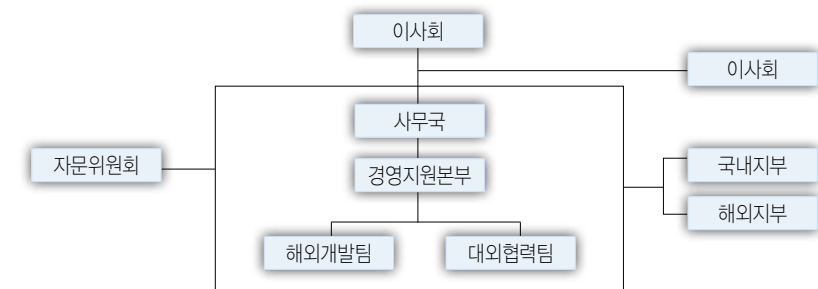 이사회
이사회
사무국
자문위원회
경영지원본부
국내지부
해외지부
해외개발팀
대외협력팀